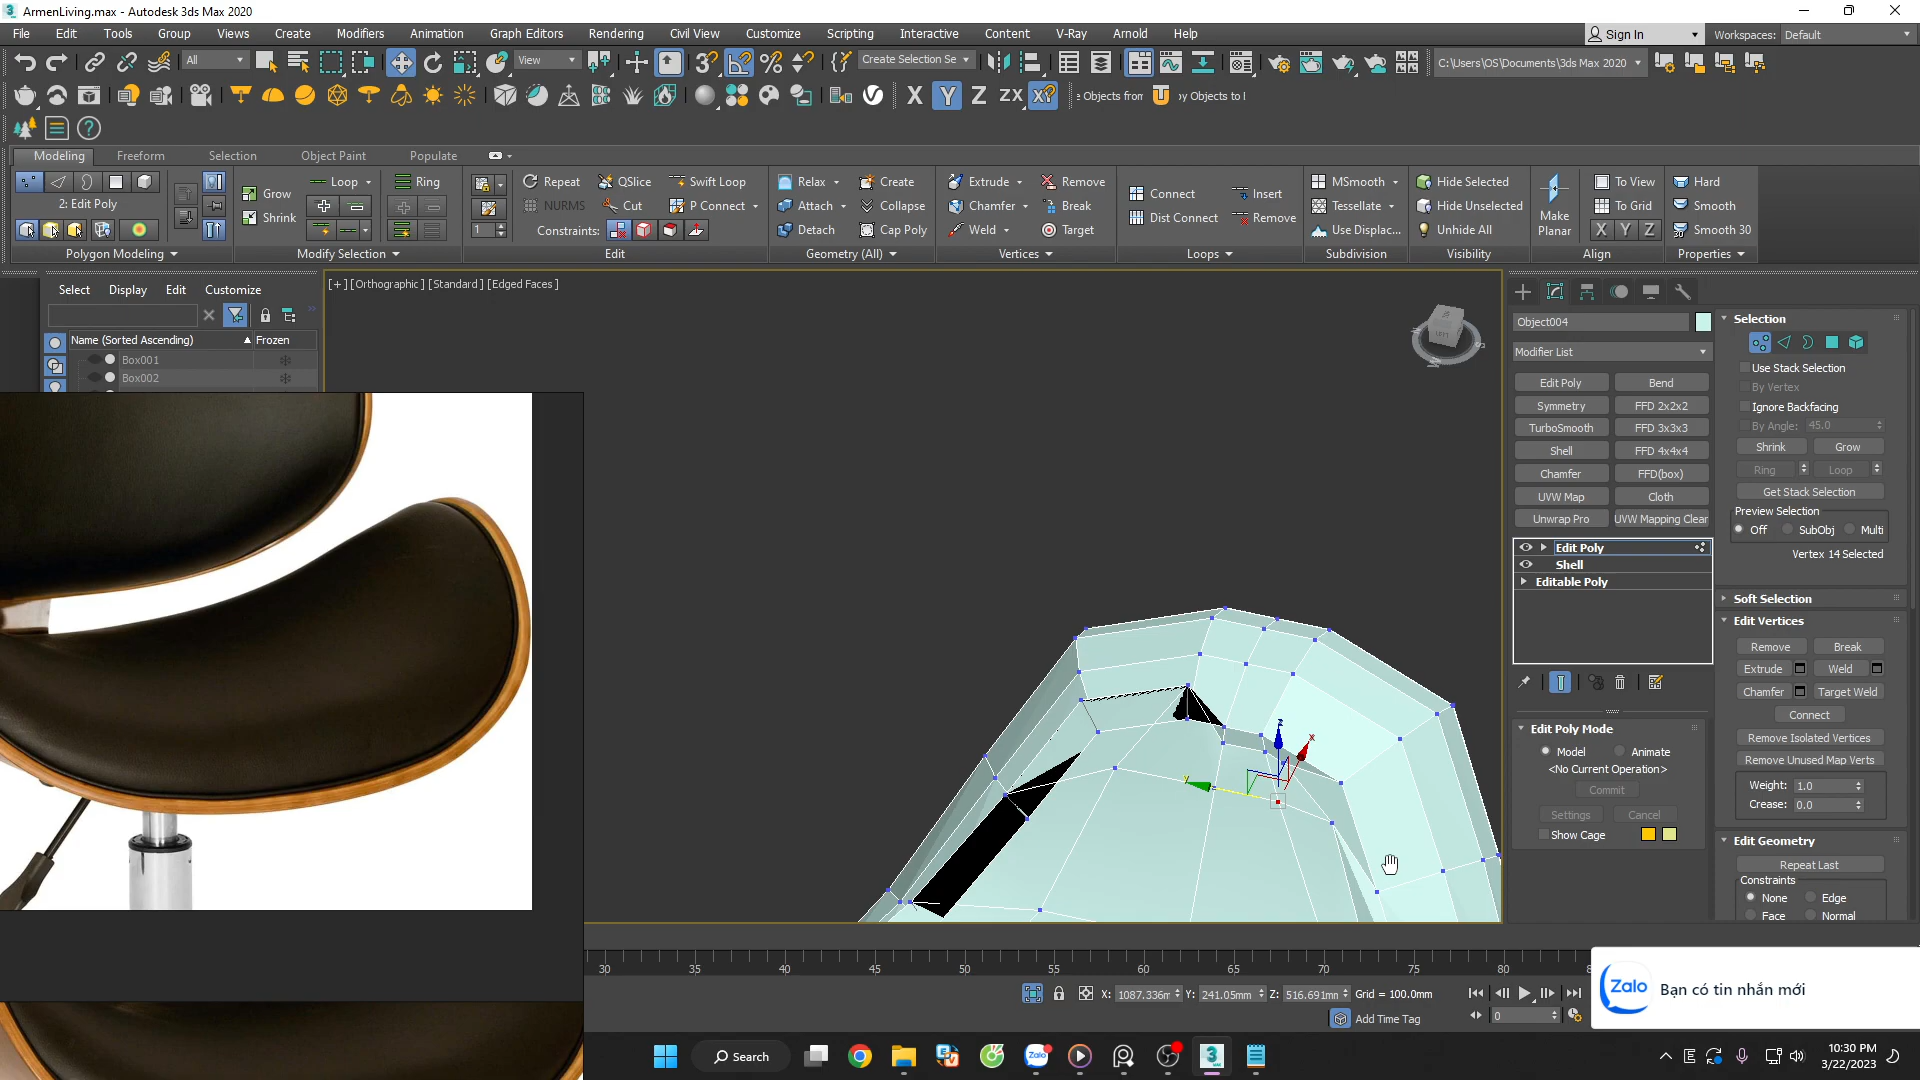 ArmenLiving.max - Autodesk 3ds Max 2020
File Edit Tools Group Views Create Modifiers Animation Graph Editors Rendering Civil View Customize Scripting Interactive Content V-Ray Arnold Help
Sign In Workspaces: Default
All View Create Selection Se C:\Users\OS\Documents\3ds Max 2020
X Y Z ZX XY e Objects from y Objects to I
Modeling Freeform Selection Object Paint Populate
Grow Loop Ring Repeat QSlice Swift Loop Relax Create Extrude Remove Connect Insert MSmooth Hide Selected To View Hard
2: Edit Poly NURMS Cut P Connect Attach Collapse Chamfer Break Tessellate Hide Unselected Make Planar To Grid Smooth
Shrink 1 Constraints: Detach Cap Poly Weld Target Dist Connect Remove Use Displac... Unhide All X Y Z Smooth 30
Polygon Modeling Modify Selection Edit Geometry (All) Vertices Loops Subdivision Visibility Align Properties
Select Display Edit Customize
Name (Sorted Ascending) Frozen
Box001
Box002
[+] [Orthographic] [Standard] [Edged Faces]
Object004
Modifier List
Edit Poly Bend
Symmetry FFD 2x2x2
TurboSmooth FFD 3x3x3
Shell FFD 4x4x4
Chamfer FFD(box)
UVW Map Cloth
Unwrap Pro UVW Mapping Clear
Edit Poly
Shell
Editable Poly
Edit Poly Mode
Model Animate
<No Current Operation>
Commit
Settings Cancel
Show Cage
Selection
Use Stack Selection
By Vertex
Ignore Backfacing
By Angle: 45.0
Shrink Grow
Ring Loop
Get Stack Selection
Preview Selection
Off SubObj Multi
Vertex 14 Selected
Soft Selection
Edit Vertices
Remove Break
Extrude Weld
Chamfer Target Weld
Connect
Remove Isolated Vertices
Remove Unused Map Verts
Weight: 1.0
Crease: 0.0
Edit Geometry
Repeat Last
Constraints
None Edge
Face Normal
z x y
30 35 40 45 50 55 60 65 70 75 80
X: 1087.336m Y: 241.05mm Z: 516.691mm Grid = 100.0mm
Add Time Tag
0
Zalo Bạn có tin nhắn mới
Search
10:30 PM
3/22/2023